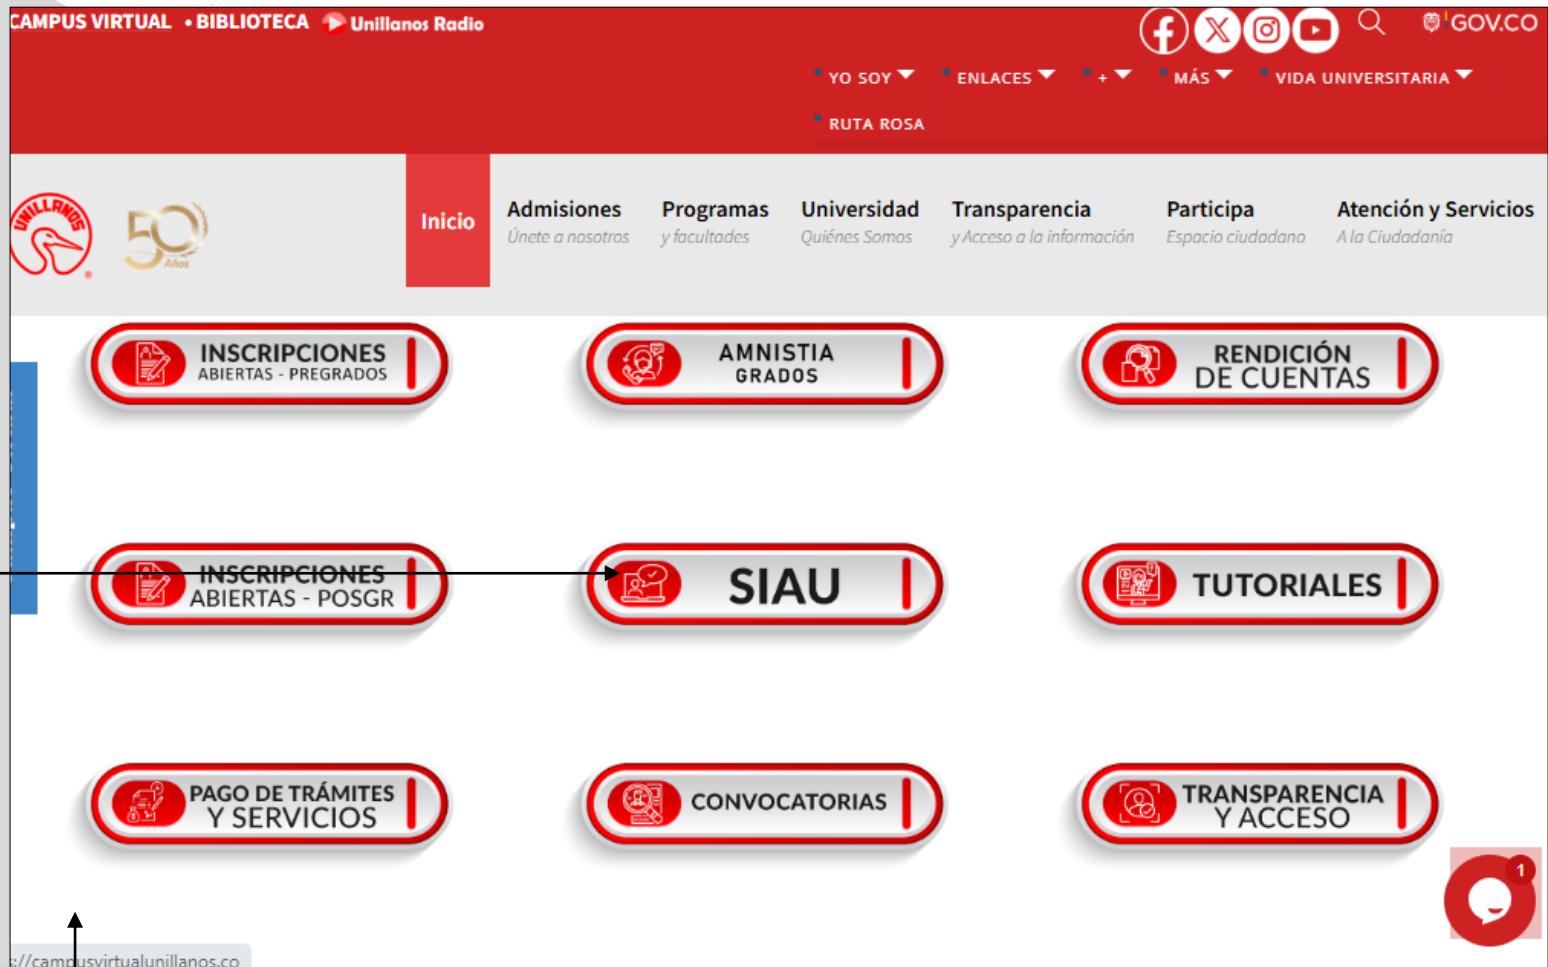 CAMPUS VIRTUAL • BIBLIOTECA Unillanos Radio
GOV.CO
YO SOY ENLACES + MÁS VIDA UNIVERSITARIA
RUTA ROSA
UNILLANOS
50
Años
Inicio
Admisiones
Únete a nosotros
Programas
y facultades
Universidad
Quiénes Somos
Transparencia
y Acceso a la información
Participa
Espacio ciudadano
Atención y Servicios
A la Ciudadanía
INSCRIPCIONES
ABIERTAS - PREGRADOS
AMNISTIA
GRADOS
RENDICIÓN
DE CUENTAS
INSCRIPCIONES
ABIERTAS - POSGR
SIAU
TUTORIALES
PAGO DE TRÁMITES
Y SERVICIOS
CONVOCATORIAS
TRANSPARENCIA
Y ACCESO
1
://campusvirtualunillanos.co